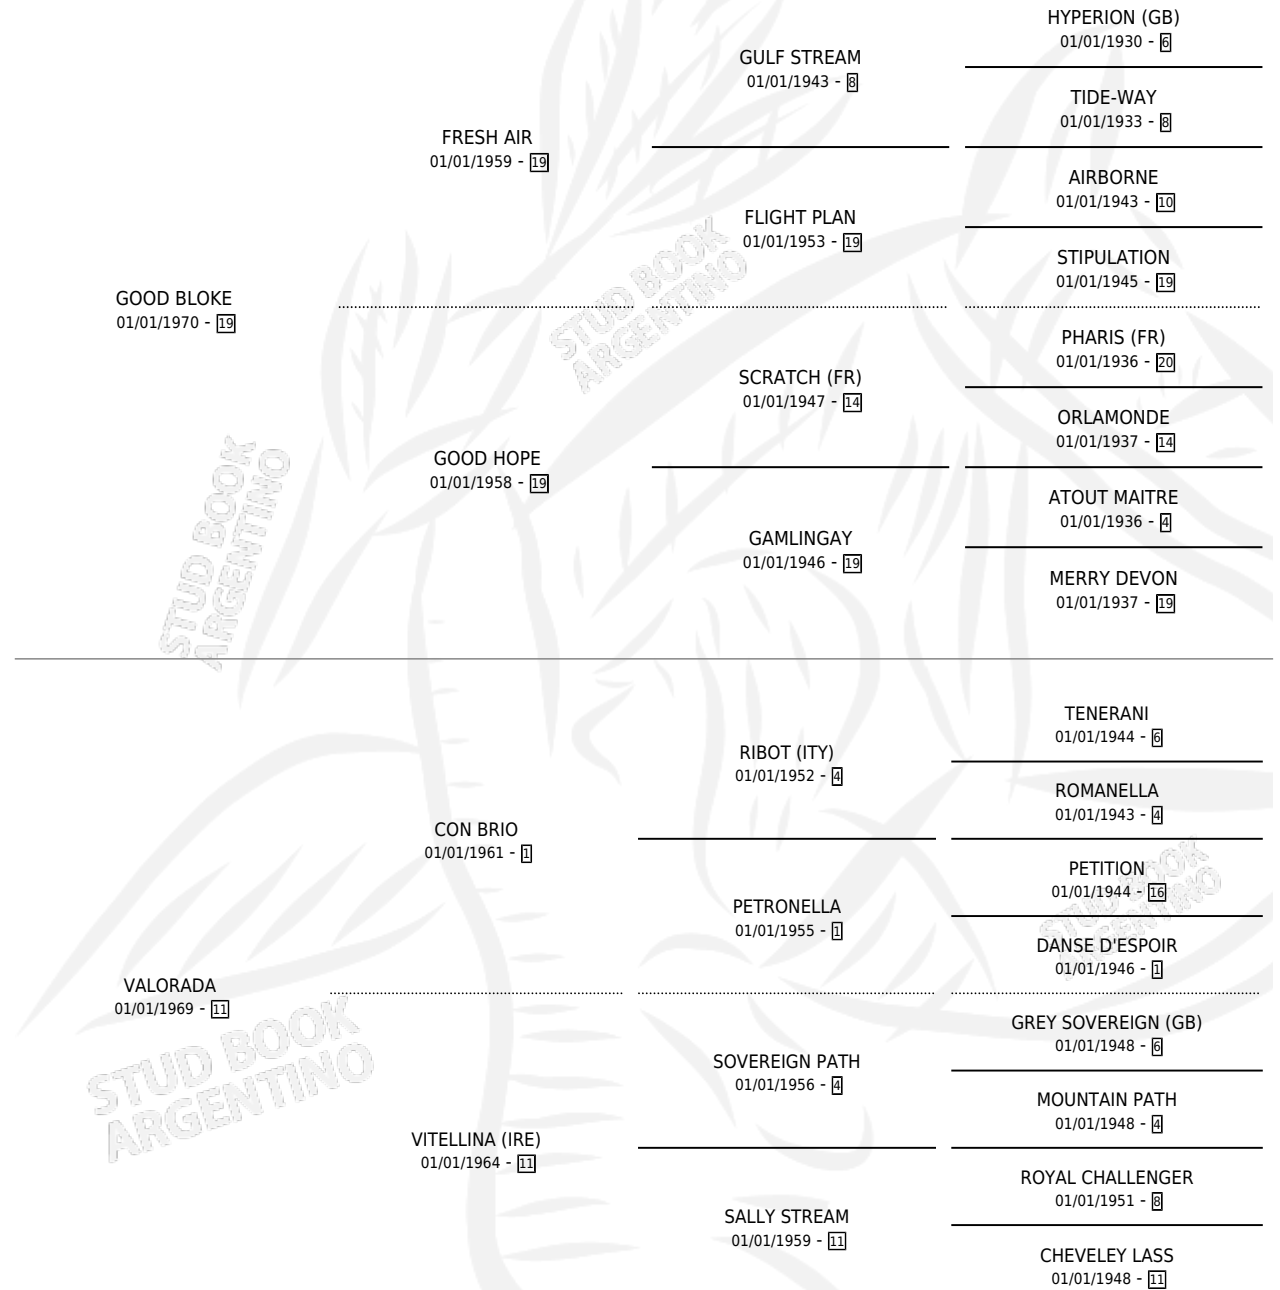 HYPERION (GB)
01/01/1930 - 6
GULF STREAM
01/01/1943 - 8
TIDE-WAY
01/01/1933 - 8
FRESH AIR
01/01/1959 - 19
AIRBORNE
01/01/1943 - 10
FLIGHT PLAN
01/01/1953 - 19
STIPULATION
01/01/1945 - 19
GOOD BLOKE
01/01/1970 - 19
STUD BOOK
ARGENTINO
PHARIS (FR)
01/01/1936 - 20
SCRATCH (FR)
01/01/1947 - 14
ORLAMONDE
01/01/1937 - 14
GOOD HOPE
01/01/1958 - 19
ATOUT MAITRE
01/01/1936 - 4
GAMLINGAY
01/01/1946 - 19
MERRY DEVON
01/01/1937 - 19
STUD BOOK
ARGENTINO
TENERANI
01/01/1944 - 6
RIBOT (ITY)
01/01/1952 - 4
ROMANELLA
01/01/1943 - 4
CON BRIO
01/01/1961 - 1
PETITION
01/01/1944 - 16
PETRONELLA
01/01/1955 - 1
DANSE D'ESPOIR
01/01/1946 - 1
STUD BOOK
ARGENTINO
VALORADA
01/01/1969 - 11
GREY SOVEREIGN (GB)
01/01/1948 - 6
SOVEREIGN PATH
01/01/1956 - 4
MOUNTAIN PATH
01/01/1948 - 4
STUD BOOK
ARGENTINO
VITELLINA (IRE)
01/01/1964 - 11
ROYAL CHALLENGER
01/01/1951 - 8
SALLY STREAM
01/01/1959 - 11
CHEVELEY LASS
01/01/1948 - 11